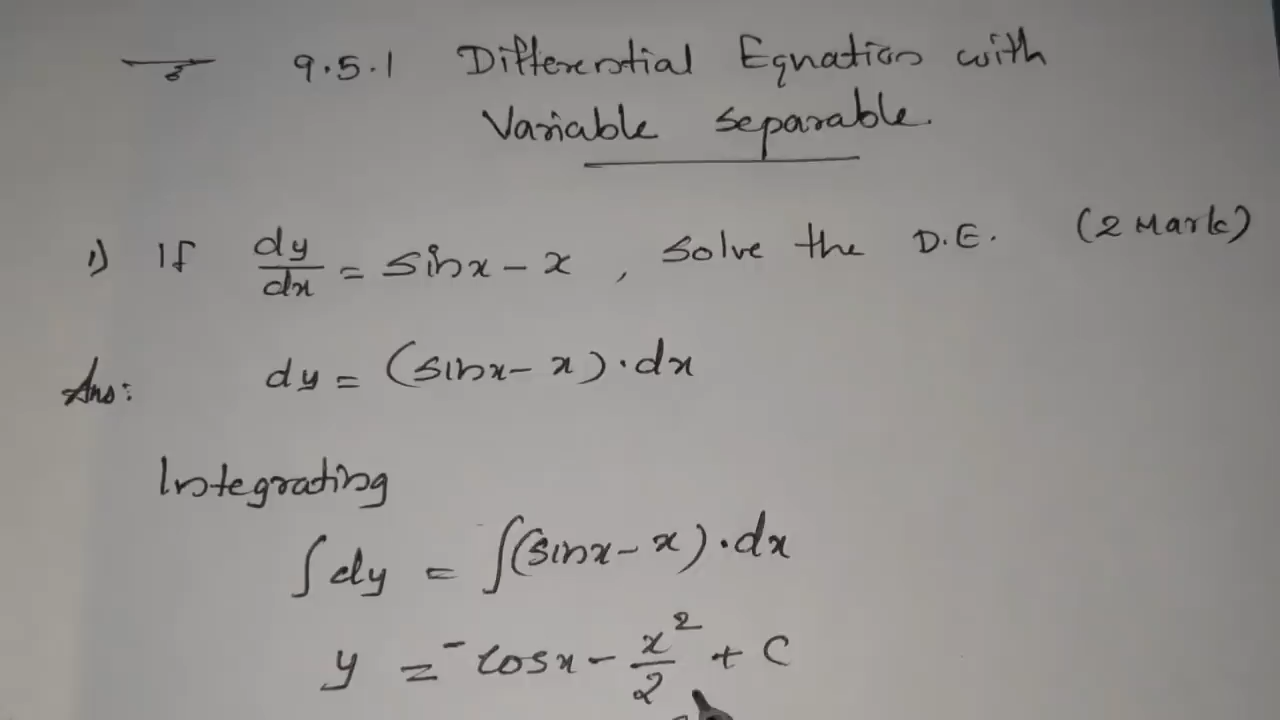 9.5.1 Differential Equation with
Variable separable.
1) If dy/dx = sinx - x , solve the D.E. (2 Mark)
Ans: dy = (sinx - x).dx
Integrating
∫dy = ∫(sinx - x).dx
y = -cosx - x²/2 + C